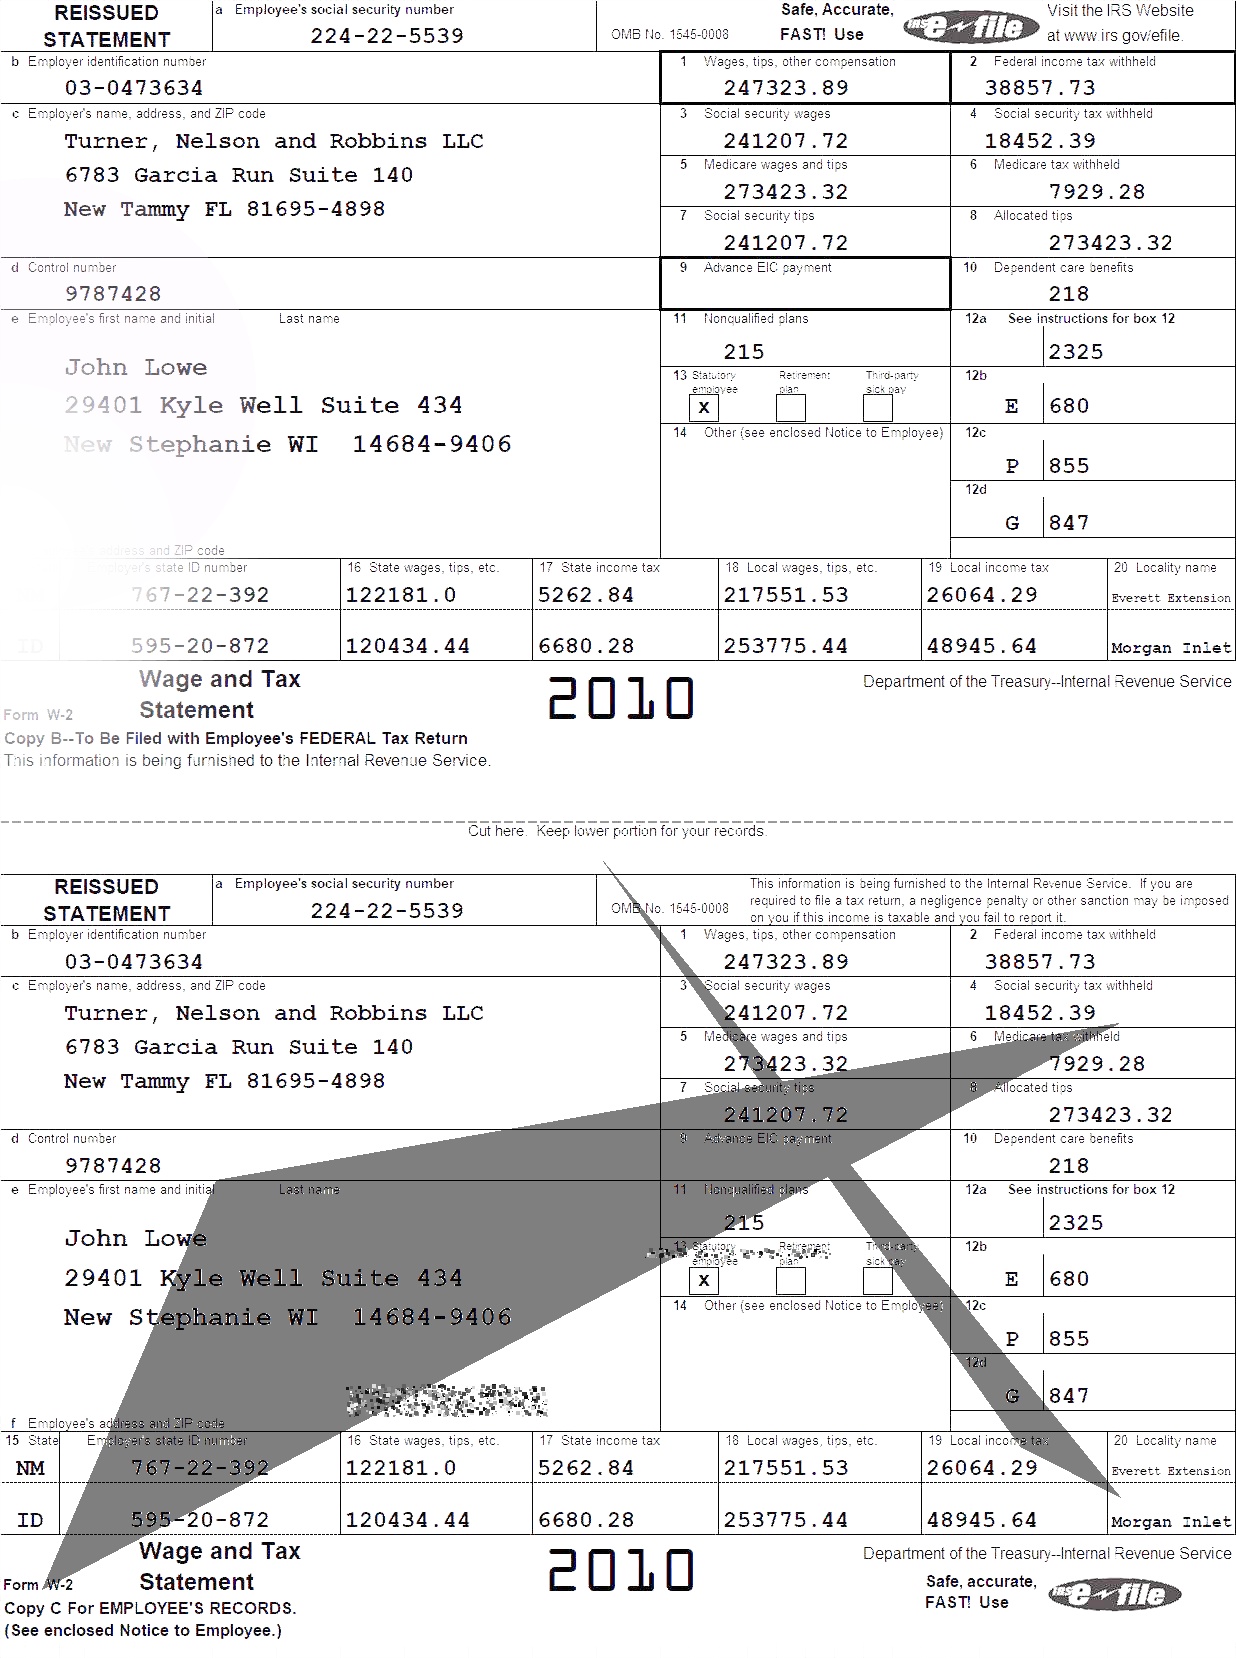 REISSUED STATEMENT
a Employee's social security number
224-22-5539
OMB No. 1545-0008
Safe, Accurate, FAST! Use
IRS e-file
Visit the IRS Website at www.irs.gov/efile.
b Employer identification number
03-0473634
1 Wages, tips, other compensation
247323.89
2 Federal income tax withheld
38857.73
c Employer's name, address, and ZIP code
Turner, Nelson and Robbins LLC
6783 Garcia Run Suite 140
New Tammy FL 81695-4898
3 Social security wages
241207.72
4 Social security tax withheld
18452.39
5 Medicare wages and tips
273423.32
6 Medicare tax withheld
7929.28
7 Social security tips
241207.72
8 Allocated tips
273423.32
d Control number
9787428
9 Advance EIC payment
10 Dependent care benefits
218
e Employee's first name and initial Last name
John Lowe
29401 Kyle Well Suite 434
New Stephanie WI 14684-9406
11 Nonqualified plans
215
12a See instructions for box 12
2325
13 Statutory employee
X
Retirement plan
Third-party sick pay
12b
E 680
14 Other (see enclosed Notice to Employee)
12c
P 855
12d
G 847
address and ZIP code
Employer's state ID number
16 State wages, tips, etc.
17 State income tax
18 Local wages, tips, etc.
19 Local income tax
20 Locality name
767-22-392 122181.0 5262.84 217551.53 26064.29 Everett Extension
ID 595-20-872 120434.44 6680.28 253775.44 48945.64 Morgan Inlet
Form W-2
Wage and Tax Statement
2010
Department of the Treasury--Internal Revenue Service
Copy B--To Be Filed with Employee's FEDERAL Tax Return
This information is being furnished to the Internal Revenue Service.
Cut here. Keep lower portion for your records.
REISSUED STATEMENT
a Employee's social security number
224-22-5539
OMB No. 1545-0008
This information is being furnished to the Internal Revenue Service. If you are
required to file a tax return, a negligence penalty or other sanction may be imposed
on you if this income is taxable and you fail to report it.
b Employer identification number
03-0473634
1 Wages, tips, other compensation
247323.89
2 Federal income tax withheld
38857.73
c Employer's name, address, and ZIP code
Turner, Nelson and Robbins LLC
6783 Garcia Run Suite 140
New Tammy FL 81695-4898
3 Social security wages
241207.72
4 Social security tax withheld
18452.39
5 Medicare wages and tips
273423.32
6 Medicare tax withheld
7929.28
7 Social security tips
241207.72
8 Allocated tips
273423.32
d Control number
9787428
9 Advance EIC payment
10 Dependent care benefits
218
e Employee's first name and initial Last name
John Lowe
29401 Kyle Well Suite 434
New Stephanie WI 14684-9406
11 Nonqualified plans
215
12a See instructions for box 12
2325
13 Statutory employee
X
Retirement plan
Third-party sick pay
12b
E 680
14 Other (see enclosed Notice to Employee)
12c
P 855
12d
G 847
f Employee's address and ZIP code
15 State
Employer's state ID number
16 State wages, tips, etc.
17 State income tax
18 Local wages, tips, etc.
19 Local income tax
20 Locality name
NM 767-22-392 122181.0 5262.84 217551.53 26064.29 Everett Extension
ID 595-20-872 120434.44 6680.28 253775.44 48945.64 Morgan Inlet
Form W-2
Wage and Tax Statement
2010
Department of the Treasury--Internal Revenue Service
Safe, accurate, FAST! Use
IRS e-file
Copy C For EMPLOYEE'S RECORDS.
(See enclosed Notice to Employee.)